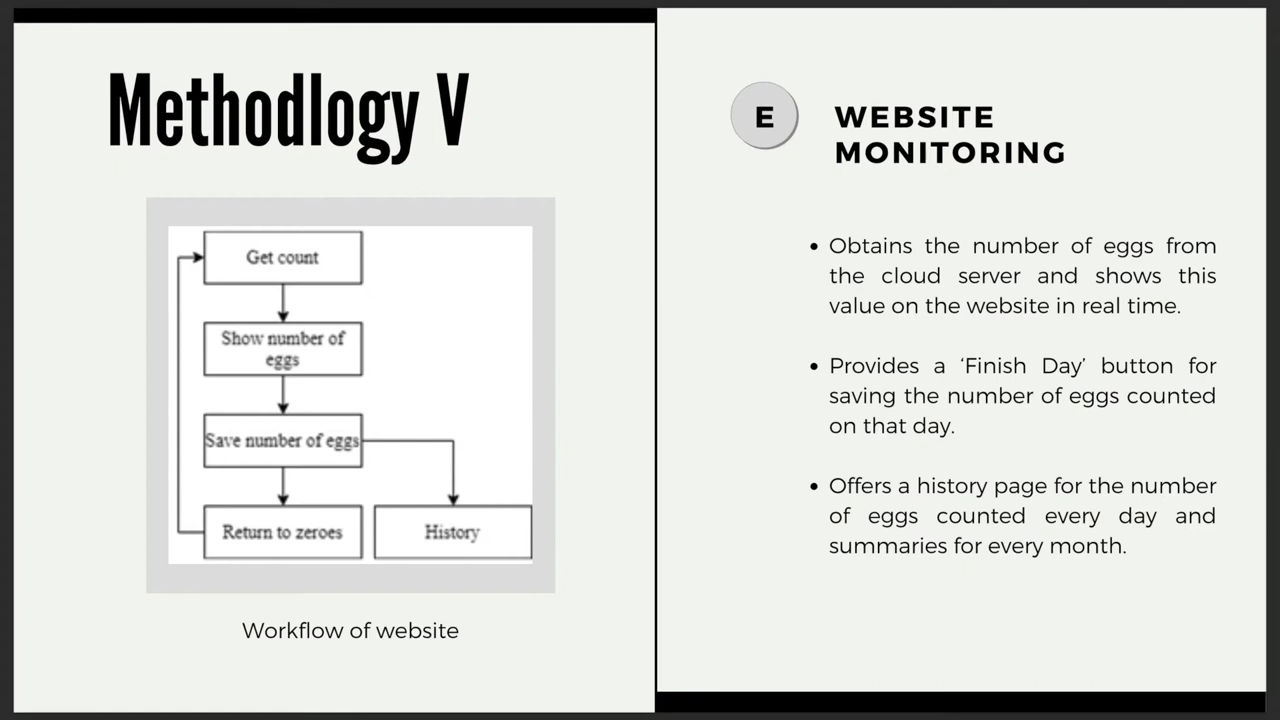 Methodlogy V
Get count
Show number of
eggs
Save number of eggs
Return to zeroes
History
Workflow of website
E
WEBSITE
MONITORING
• Obtains the number of eggs from
the cloud server and shows this
value on the website in real time.
• Provides a ‘Finish Day’ button for
saving the number of eggs counted
on that day.
• Offers a history page for the number
of eggs counted every day and
summaries for every month.